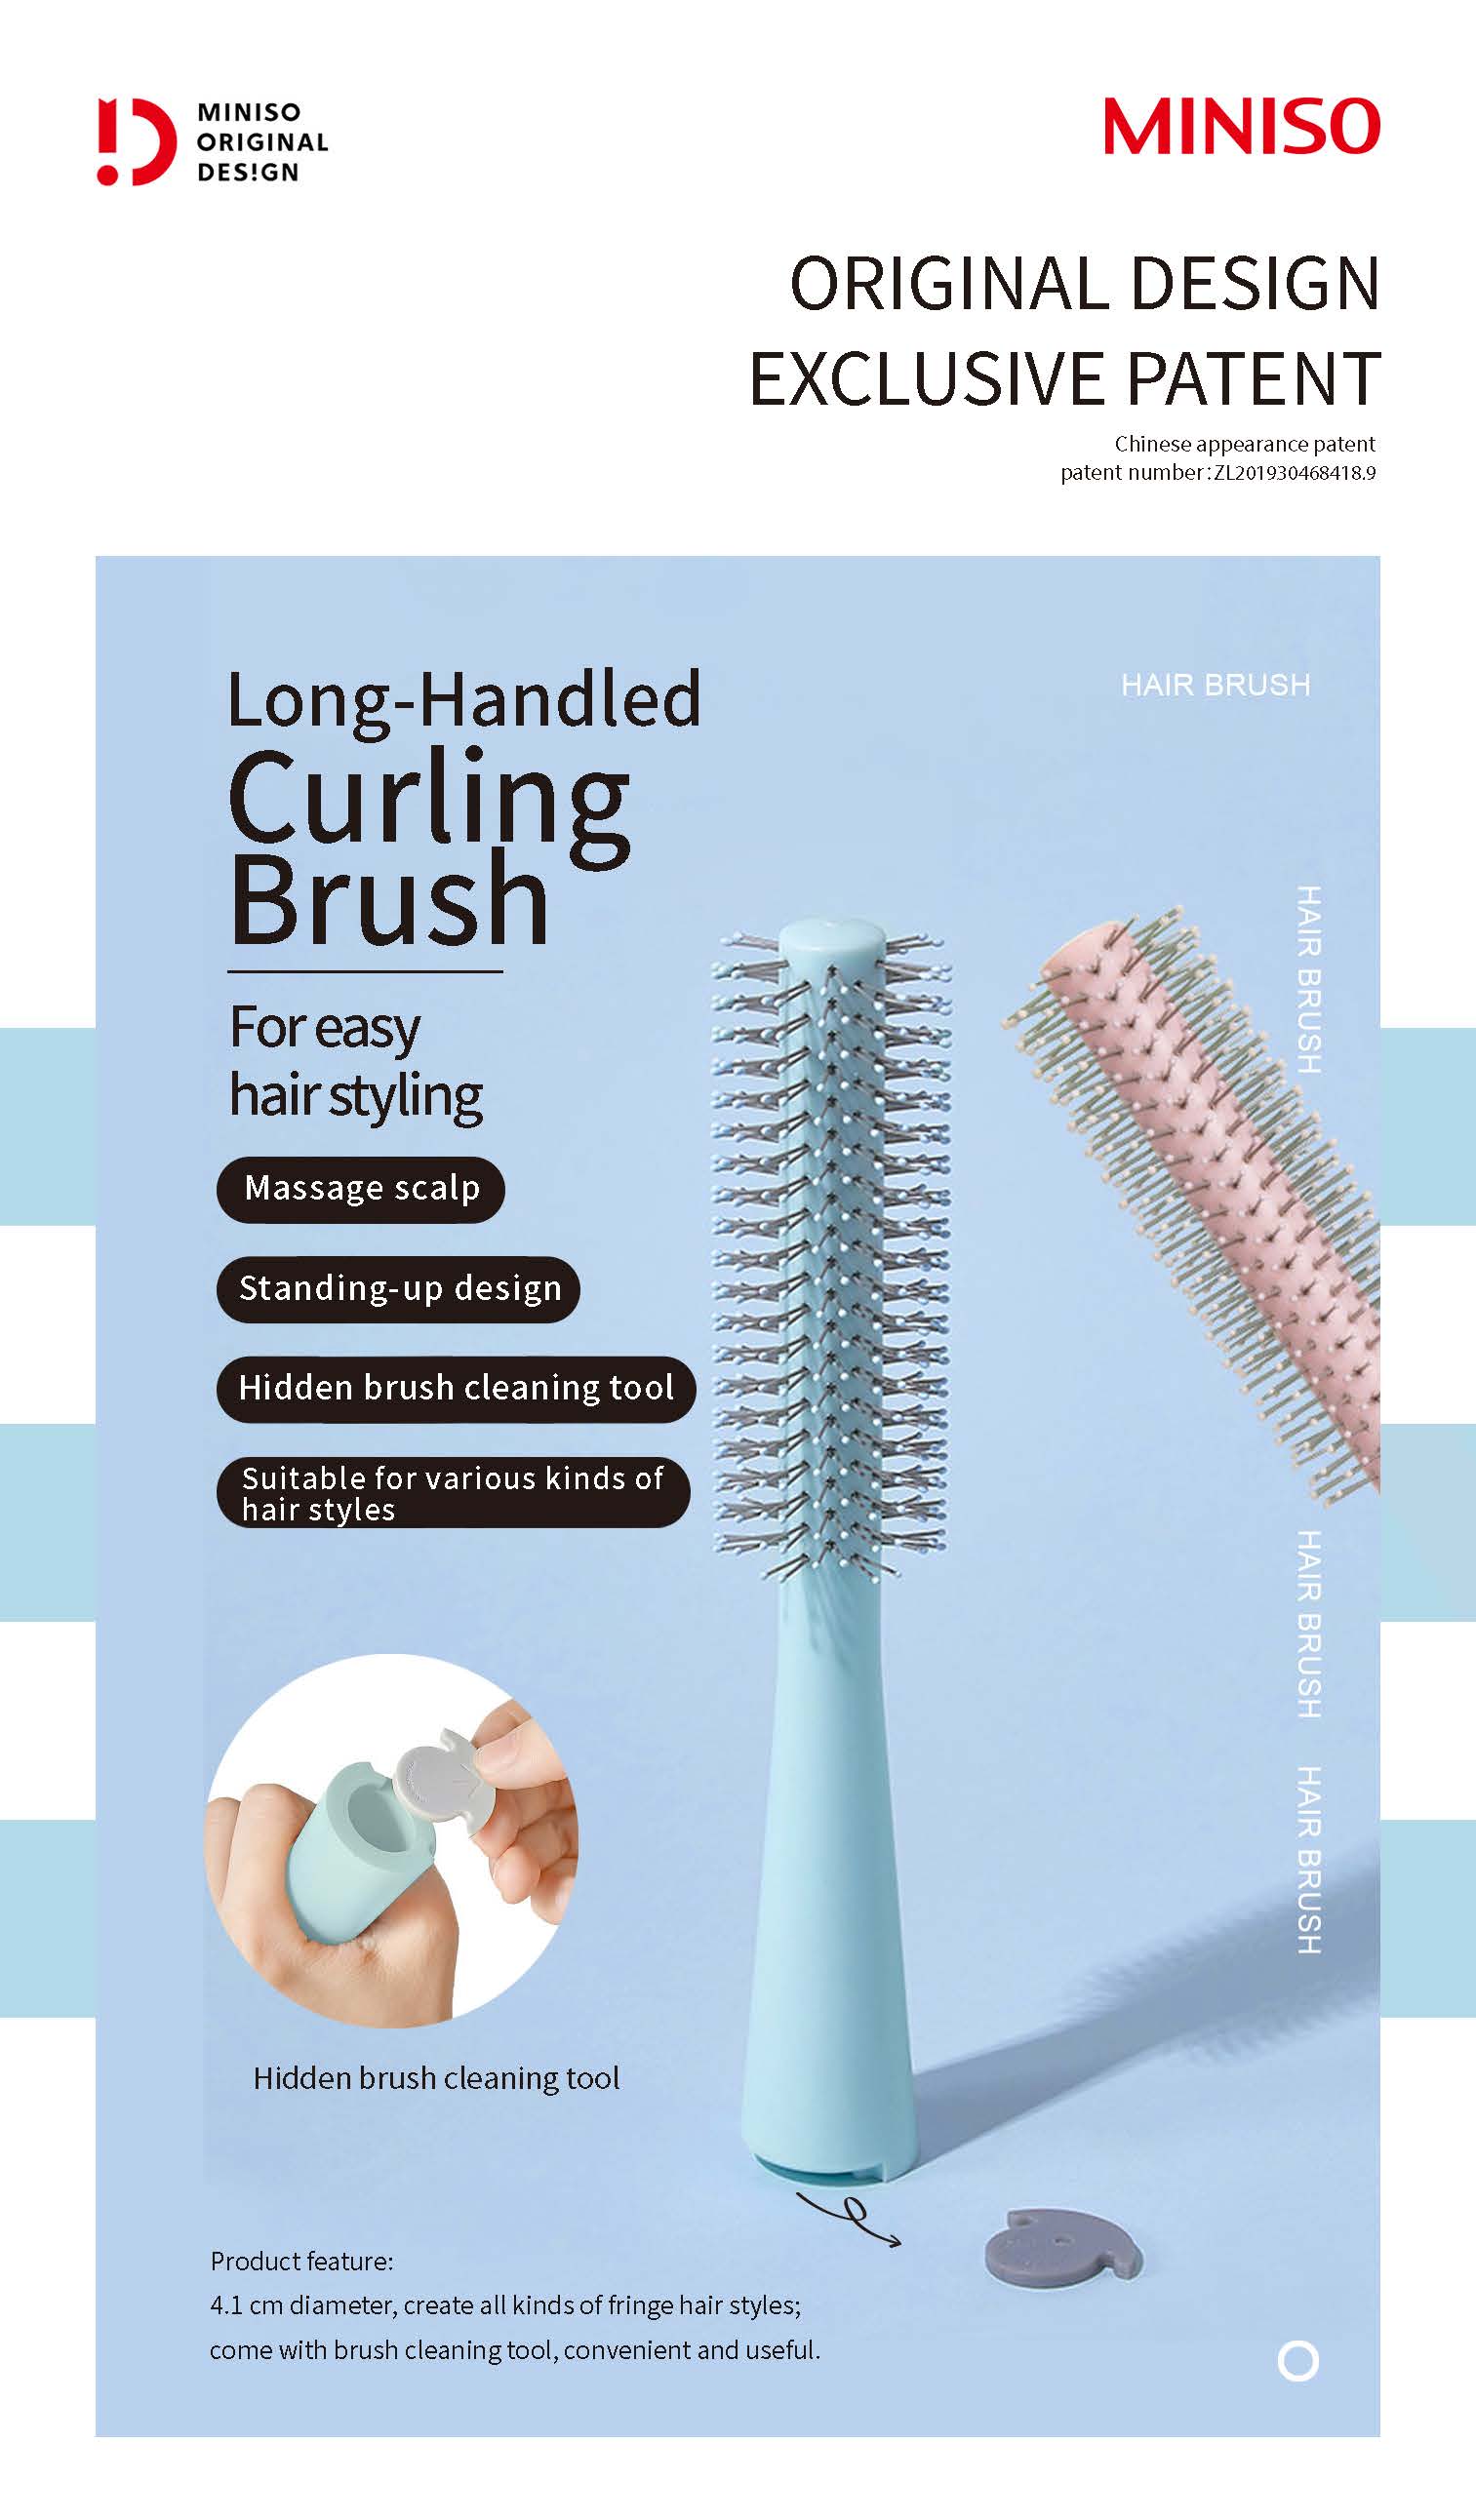 MINISO
ORIGINAL
DES!GN
MINISO
ORIGINAL DESIGN
EXCLUSIVE PATENT
Chinese appearance patent
patent number:ZL201930468418.9
HAIR BRUSH
Long-Handled
Curling
Brush
For easy
hair styling
Massage scalp
Standing-up design
Hidden brush cleaning tool
Suitable for various kinds of
hair styles
HAIR BRUSH
HAIR BRUSH
HAIR BRUSH
Hidden brush cleaning tool
Product feature:
4.1 cm diameter, create all kinds of fringe hair styles;
come with brush cleaning tool, convenient and useful.